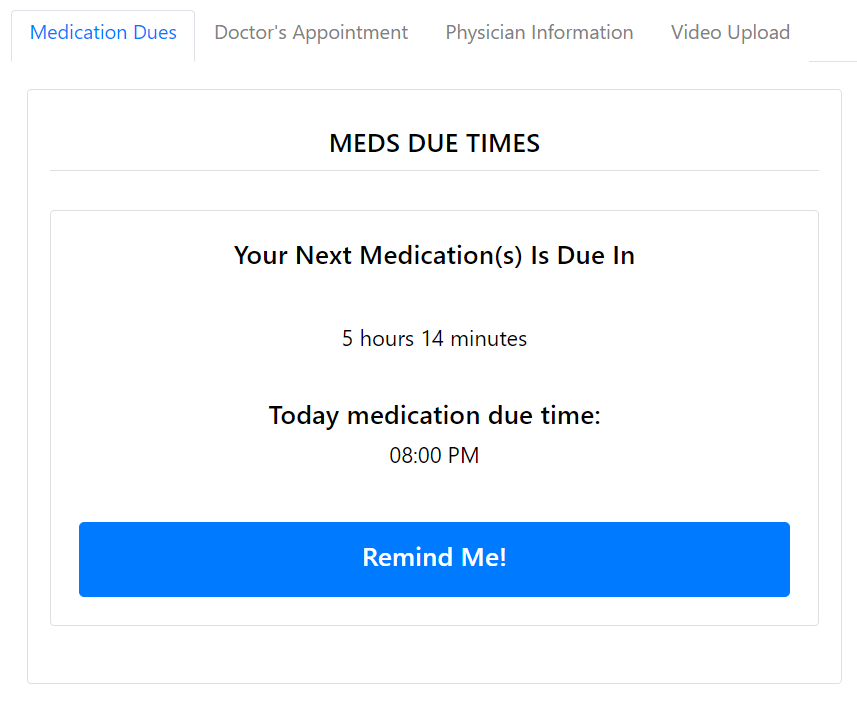 Medication Dues Doctor's Appointment Physician Information Video Upload
MEDS DUE TIMES
Your Next Medication(s) Is Due In
5 hours 14 minutes
Today medication due time:
08:00 PM
Remind Me!